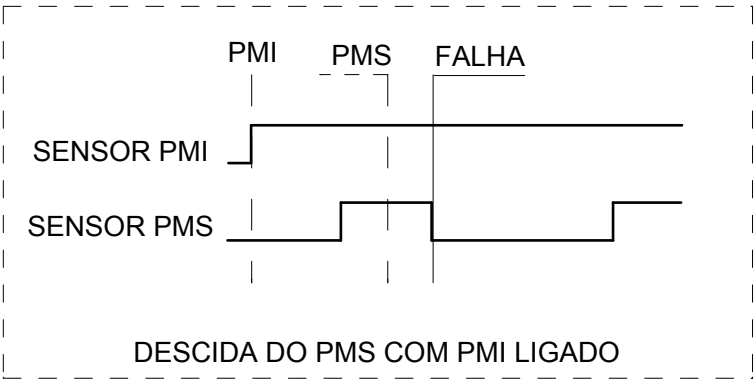 PMI PMS FALHA
SENSOR PMI
SENSOR PMS
DESCIDA DO PMS COM PMI LIGADO